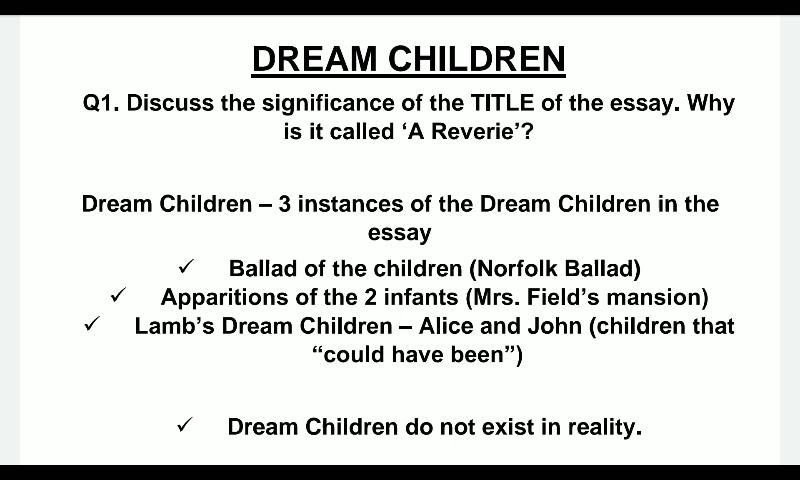 DREAM CHILDREN
Q1. Discuss the significance of the TITLE of the essay. Why
is it called ‘A Reverie’?
Dream Children – 3 instances of the Dream Children in the
essay
✓ Ballad of the children (Norfolk Ballad)
✓ Apparitions of the 2 infants (Mrs. Field’s mansion)
✓ Lamb’s Dream Children – Alice and John (children that
“could have been”)
✓ Dream Children do not exist in reality.